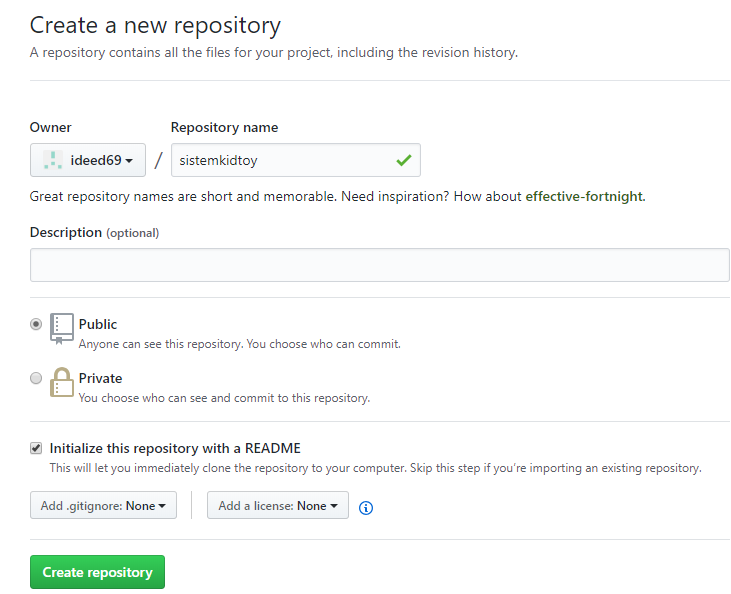 Create a new repository
A repository contains all the files for your project, including the revision history.
Owner
Repository name
ideed69
/
sistemkidtoy
Great repository names are short and memorable. Need inspiration? How about effective-fortnight.
Description (optional)
Public
Anyone can see this repository. You choose who can commit.
Private
You choose who can see and commit to this repository.
Initialize this repository with a README
This will let you immediately clone the repository to your computer. Skip this step if you're importing an existing repository.
Add .gitignore: None
Add a license: None
Create repository